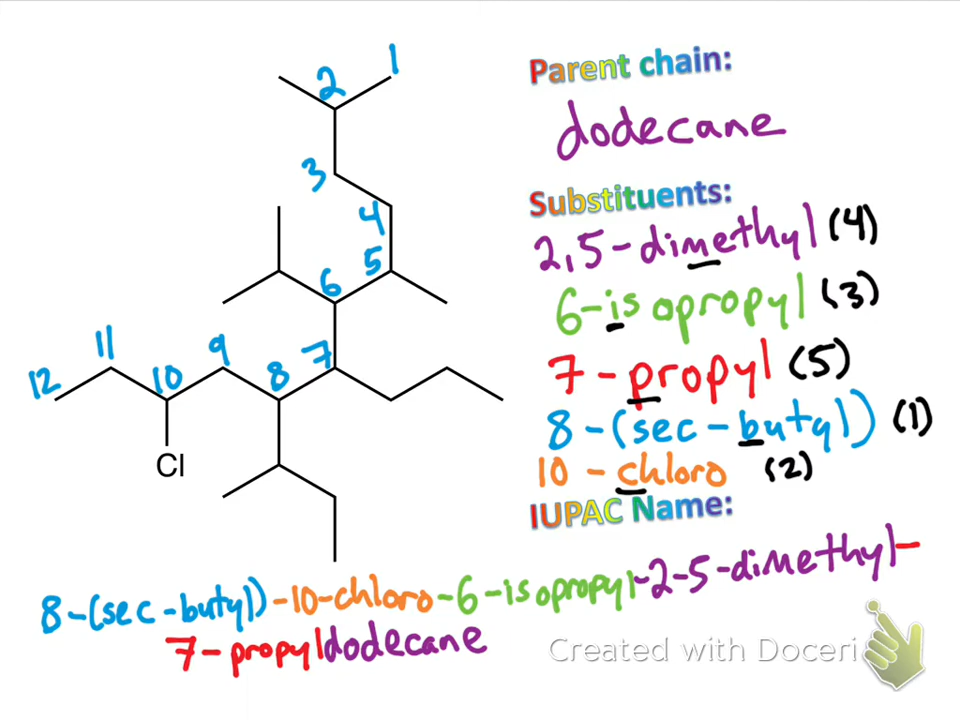 Parent chain:
dodecane
Substituents:
2,5-dimethyl (4)
6-isopropyl (3)
7-propyl (5)
8-(sec-butyl) (1)
10-chloro (2)
IUPAC Name:
8-(sec-butyl)-10-chloro-6-isopropyl-2-5-dimethyl-
7-propyldodecane
1
2
3
4
5
6
7
8
9
10
11
12
Cl
Created with Doceri